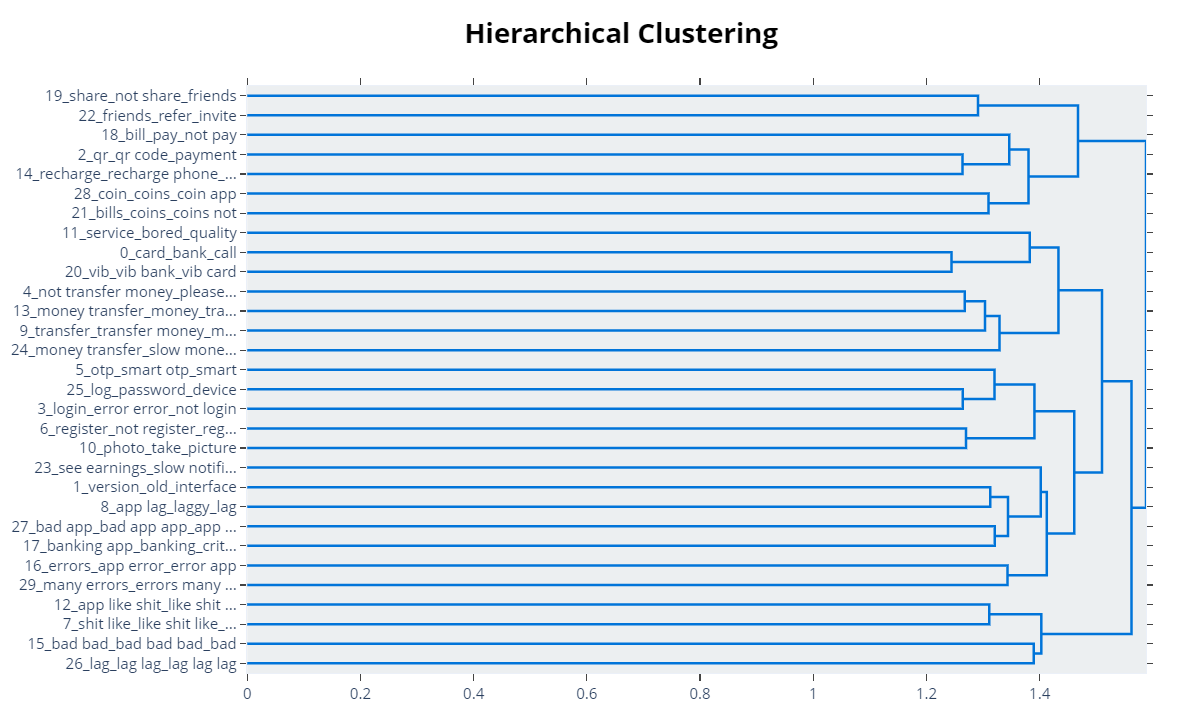 Hierarchical Clustering
19_share_not share_friends
22_friends_refer_invite
18_bill_pay_not pay
2_qr_qr code_payment
14_recharge_recharge phone_...
28_coin_coins_coin app
21_bills_coins_coins not
11_service_bored_quality
0_card_bank_call
20_vib_vib bank_vib card
4_not transfer money_please...
13_money transfer_money_tra...
9_transfer_transfer money_m...
24_money transfer_slow mone...
5_otp_smart otp_smart
25_log_password_device
3_login_error error_not login
6_register_not register_reg...
10_photo_take_picture
23_see earnings_slow notifi...
1_version_old_interface
8_app lag_laggy_lag
27_bad app_bad app app_app ...
17_banking app_banking_crit...
16_errors_app error_error app
29_many errors_errors many ...
12_app like shit_like shit ...
7_shit like_like shit like_...
15_bad bad_bad bad bad_bad
26_lag_lag lag_lag lag lag
0 0.2 0.4 0.6 0.8 1 1.2 1.4